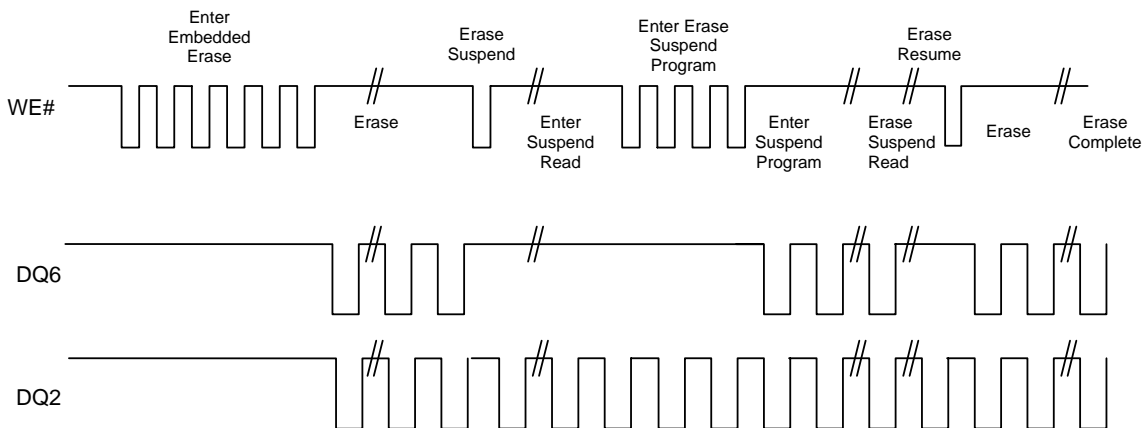 Enter
Embedded
Erase
Erase
Suspend
Enter Erase
Suspend
Program
Erase
Resume
WE#
Erase
Enter
Suspend
Read
Enter
Suspend
Program
Erase
Suspend
Read
Erase
Erase
Complete
DQ6
DQ2